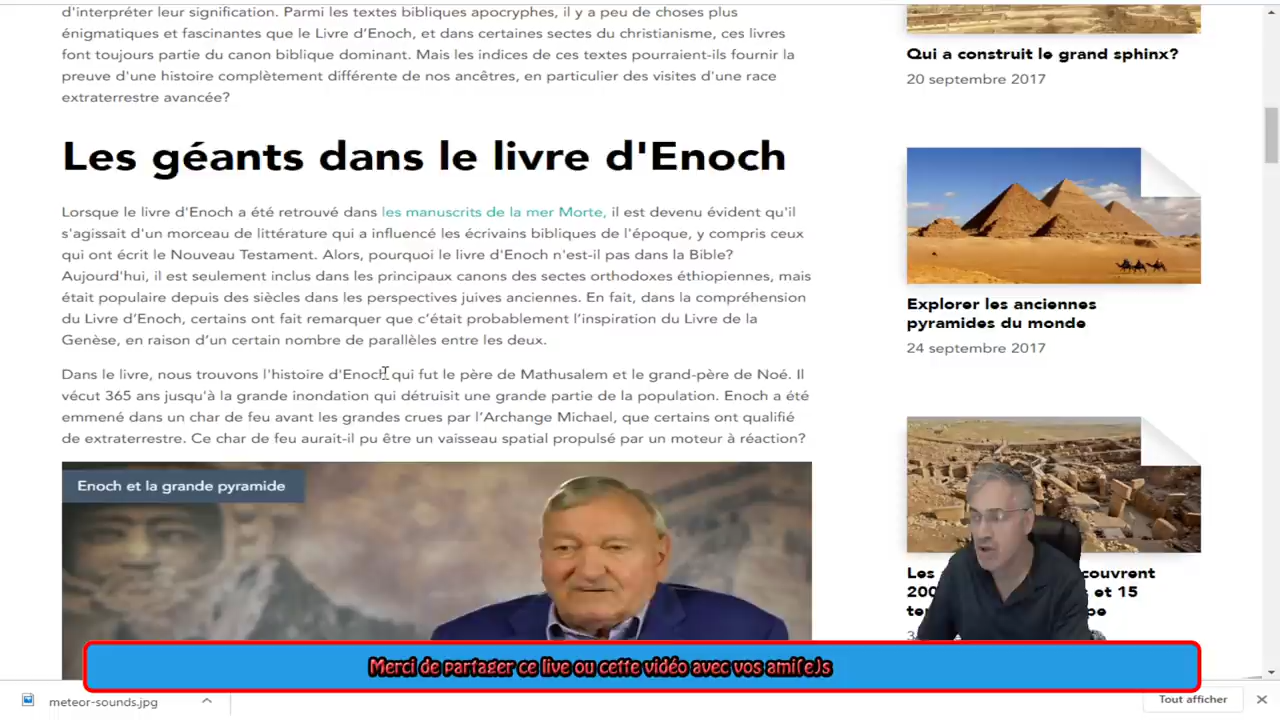 d'interpréter leur signification. Parmi les textes bibliques apocryphes, il y a peu de choses plus
énigmatiques et fascinantes que le Livre d’Enoch, et dans certaines sectes du christianisme, ces livres
font toujours partie du canon biblique dominant. Mais les indices de ces textes pourraient-ils fournir la
preuve d'une histoire complètement différente de nos ancêtres, en particulier des visites d'une race
extraterrestre avancée?
Les géants dans le livre d'Enoch
Lorsque le livre d'Enoch a été retrouvé dans les manuscrits de la mer Morte, il est devenu évident qu'il
s'agissait d'un morceau de littérature qui a influencé les écrivains bibliques de l'époque, y compris ceux
qui ont écrit le Nouveau Testament. Alors, pourquoi le livre d'Enoch n'est-il pas dans la Bible?
Aujourd'hui, il est seulement inclus dans les principaux canons des sectes orthodoxes éthiopiennes, mais
était populaire depuis des siècles dans les perspectives juives anciennes. En fait, dans la compréhension
du Livre d’Enoch, certains ont fait remarquer que c’était probablement l’inspiration du Livre de la
Genèse, en raison d’un certain nombre de parallèles entre les deux.
Dans le livre, nous trouvons l'histoire d'Enoch qui fut le père de Mathusalem et le grand-père de Noé. Il
vécut 365 ans jusqu'à la grande inondation qui détruisit une grande partie de la population. Enoch a été
emmené dans un char de feu avant les grandes crues par l’Archange Michael, que certains ont qualifié
de extraterrestre. Ce char de feu aurait-il pu être un vaisseau spatial propulsé par un moteur à réaction?
Enoch et la grande pyramide
Qui a construit le grand sphinx?
20 septembre 2017
Explorer les anciennes
pyramides du monde
24 septembre 2017
Les couvrent
200 et 15
Merci de partager ce live ou cette vidéo avec vos ami(e)s
meteor-sounds.jpg
Tout afficher